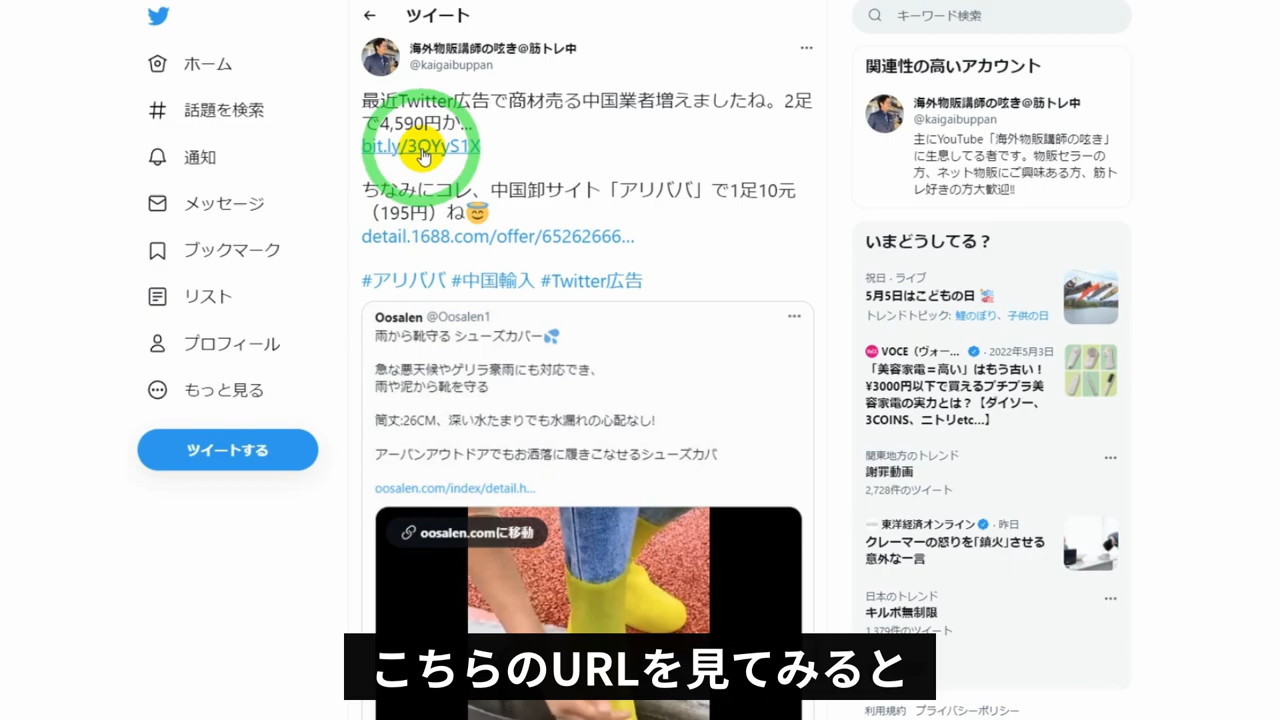 ホーム
話題を検索
通知
メッセージ
ブックマーク
リスト
プロフィール
もっと見る
ツイートする
ツイート
海外物販講師の呟き@筋トレ中
@kaigaibuppan
最近Twitter広告で商材売る中国業者増えましたね。2足
で4,590円か...
bit.ly/3QYyS1X
ちなみにコレ、中国卸サイト「アリババ」で1足10元
（195円）ね😇
detail.1688.com/offer/65262666...
#アリババ #中国輸入 #Twitter広告
Oosalen @Oosalen1
雨から靴守る シューズカバー💦
急な悪天候やゲリラ豪雨にも対応でき、
雨や泥から靴を守る
筒丈:26CM、深い水たまりでも水漏れの心配なし!
アーバンアウトドアでもお洒落に履きこなせるシューズカバ
oosalen.com/index/detail.h...
oosalen.comに移動
こちらのURLを見てみると
キーワード検索
関連性の高いアカウント
海外物販講師の呟き@筋トレ中
@kaigaibuppan
主にYouTube「海外物販講師の呟き」
に生息してる者です。物販セラーの
方、ネット物販にご興味ある方、筋ト
レ好きの方大歓迎!!
いまどうしてる？
祝日・ライブ
5月5日はこどもの日 🎏
トレンドトピック: 鯉のぼり、子供の日
VOCE（ヴォー... ・2022年5月3日
「美容家電＝高い」はもう古い！
¥3000円以下で買えるプチプラ美
容家電の実力とは？【ダイソー、
3COINS、ニトリetc...】
関東地方のトレンド
謝罪動画
2,728件のツイート
東洋経済オンライン ・昨日
クレーマーの怒りを｢鎮火｣させる
意外な一言
日本のトレンド
キルボ無制限
1,379件のツイート
利用規約 プライバシーポリシー